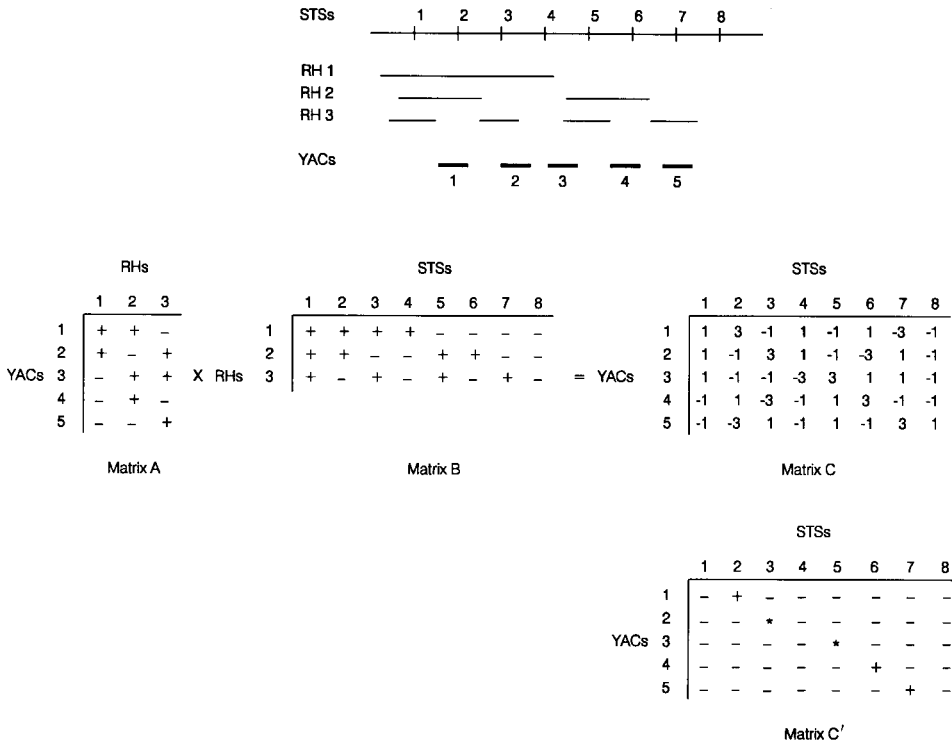 STSs 1 2 3 4 5 6 7 8
RH 1
RH 2
RH 3
YACs
1 2 3 4 5
RHs
1 2 3
1 + + –
2 + – +
YACs 3 – + +
4 – + –
5 – – +
Matrix A
X
STSs
1 2 3 4 5 6 7 8
1 + + + + – – – –
2 + + – – + + – –
RHs 3 + – + – + – + –
Matrix B
=
STSs
1 2 3 4 5 6 7 8
1 1 3 -1 1 -1 1 -3 -1
2 1 -1 3 1 -1 -3 1 -1
YACs 3 1 -1 -1 -3 3 1 1 -1
4 -1 1 -3 -1 1 3 -1 -1
5 -1 -3 1 -1 1 -1 3 1
Matrix C
STSs
1 2 3 4 5 6 7 8
1 – + – – – – – –
2 – – * – – – – –
YACs 3 – – – – * – – –
4 – – – – – + – –
5 – – – – – – + –
Matrix C′